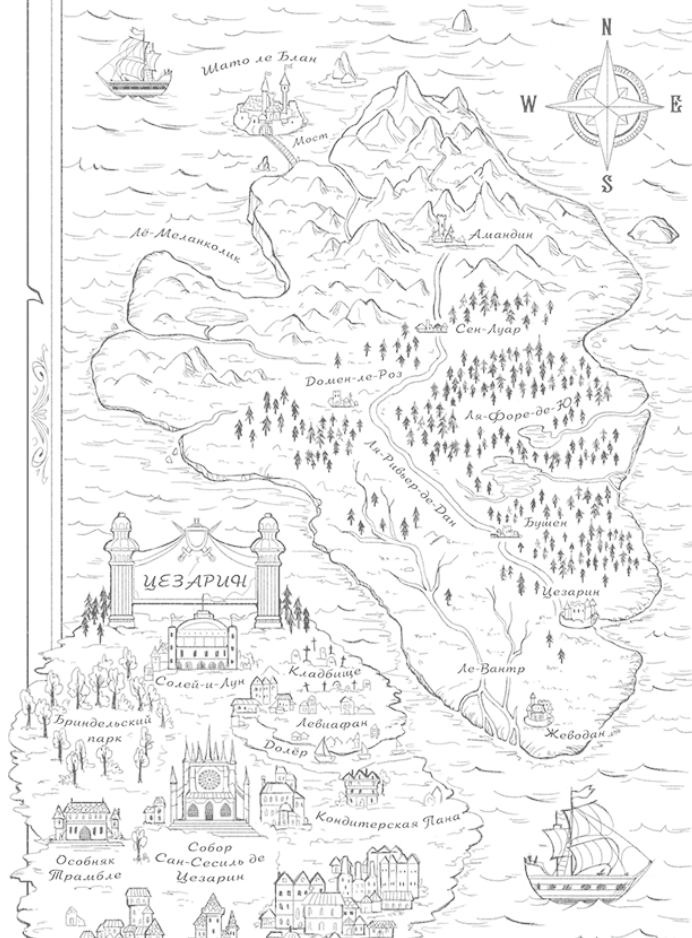 N
Шато ле Блан
W
E
Мост
S
Лё-Меланколик
Амандин
Сен-Луар
Домен-ле-Роз
Ля-Форе-де-Ю
Ля-Ривьер-де-Дан
Бушен
ЦЕЗАРИН
Цезарин
Солей-и-Лун
Кладбище
Ле-Вантр
Бриндельский
парк
Левиафан
Жеводан
Долёр
Кондитерская Пана
Особняк
Трамбле
Собор
Сан-Сесиль де
Цезарин